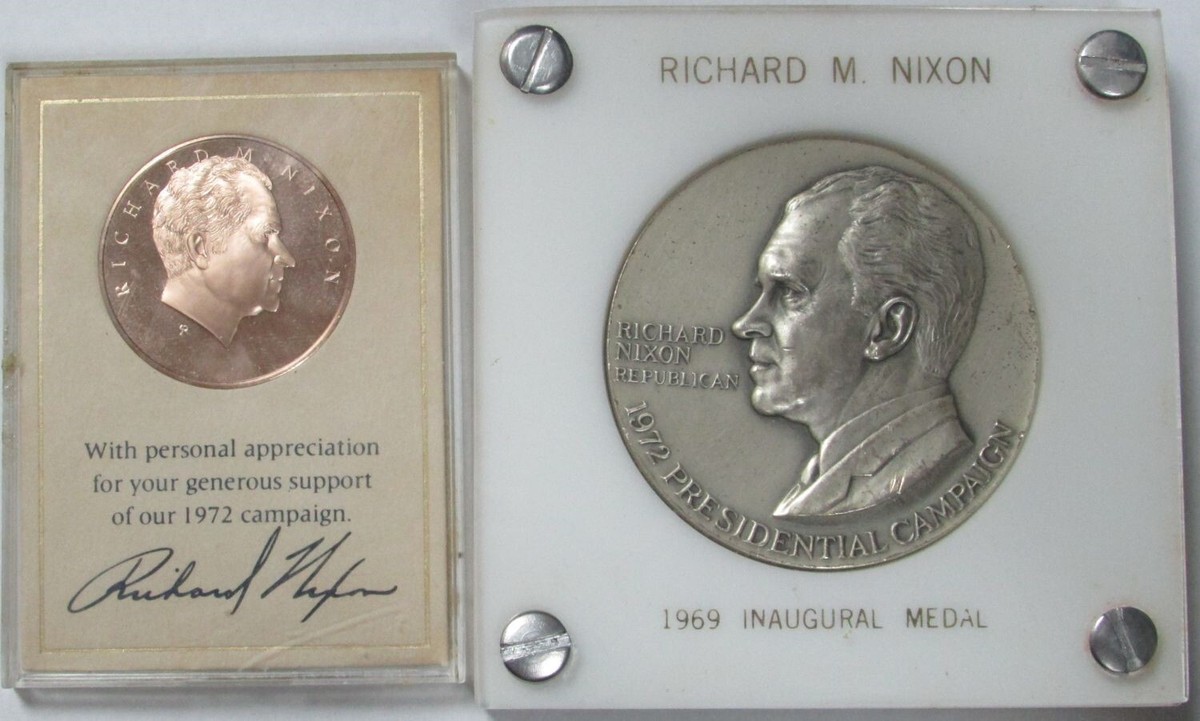 RICHARD M NIXON
With personal appreciation
for your generous support
of our 1972 campaign.
Richard Nixon
RICHARD M. NIXON
RICHARD
NIXON
REPUBLICAN
1972 PRESIDENTIAL CAMPAIGN
1969 INAUGURAL MEDAL